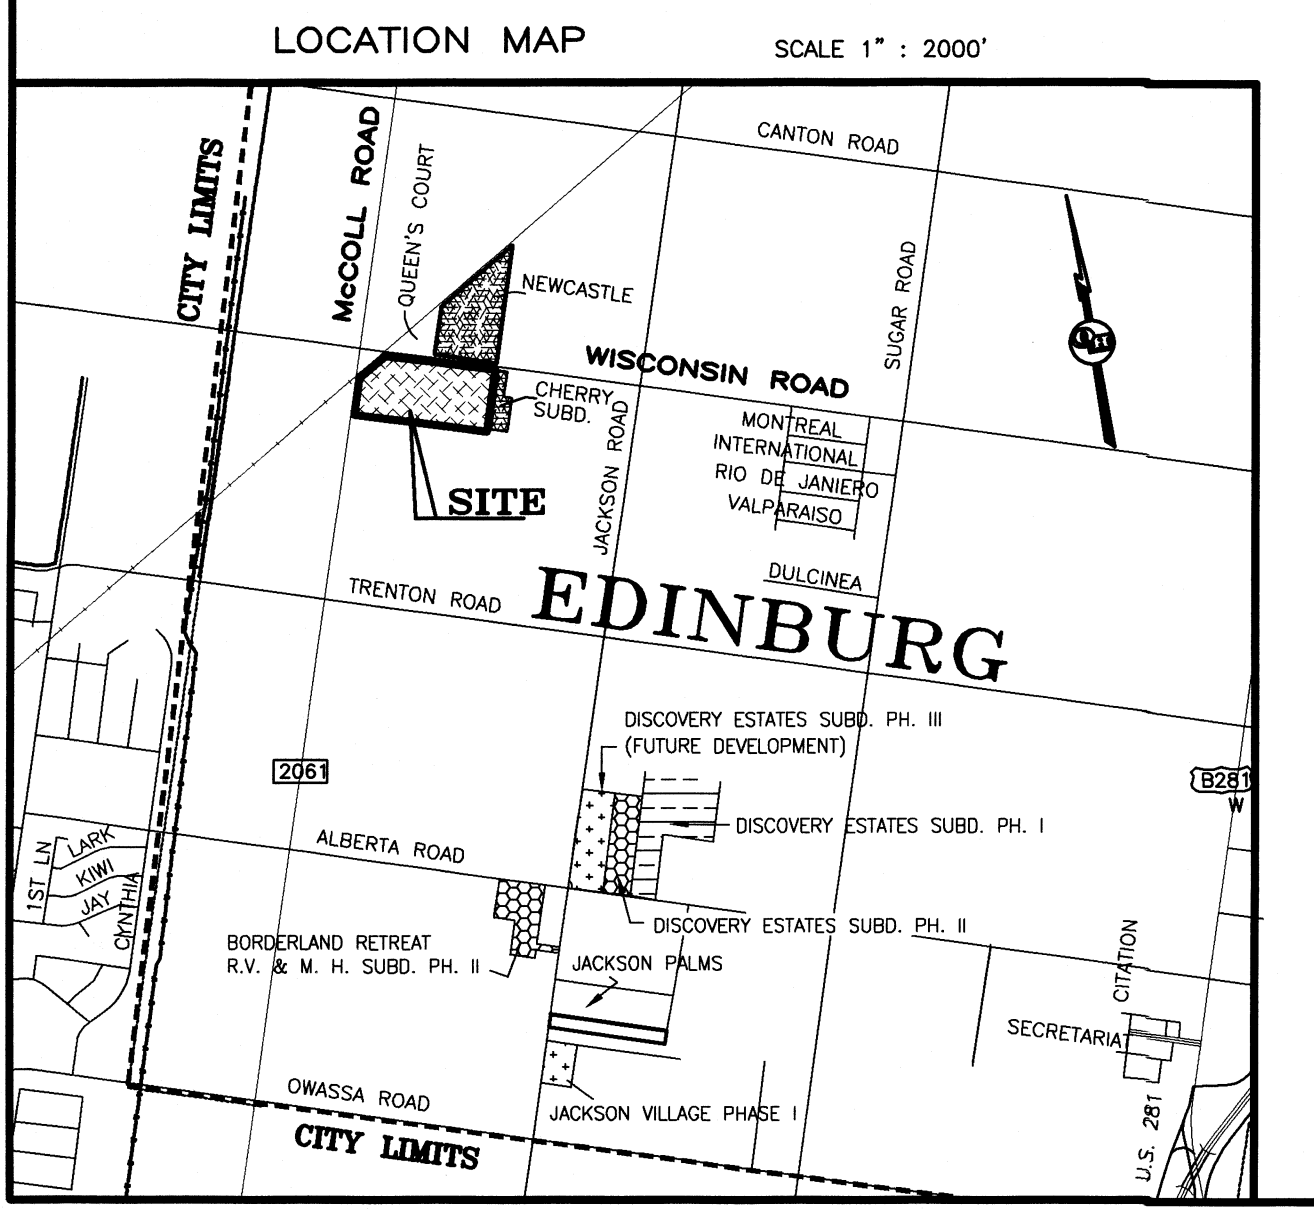 LOCATION MAP
SCALE 1" : 2000'
CANTON ROAD
CITY LIMITS
McCOLL ROAD
QUEEN'S COURT
NEWCASTLE
SUGAR ROAD
WISCONSIN ROAD
CHERRY
SUBD.
JACKSON ROAD
MONTREAL
INTERNATIONAL
RIO DE JANIERO
VALPARAISO
SITE
DULCINEA
TRENTON ROAD
EDINBURG
DISCOVERY ESTATES SUBD. PH. III
(FUTURE DEVELOPMENT)
2061
B281
W
DISCOVERY ESTATES SUBD. PH. I
ALBERTA ROAD
1ST LN
LARK
KIWI
JAY
CYNTHIA
DISCOVERY ESTATES SUBD. PH. II
BORDERLAND RETREAT
R.V. & M. H. SUBD. PH. II
JACKSON PALMS
CITATION
SECRETARIAT
OWASSA ROAD
JACKSON VILLAGE PHASE I
CITY LIMITS
U.S. 281